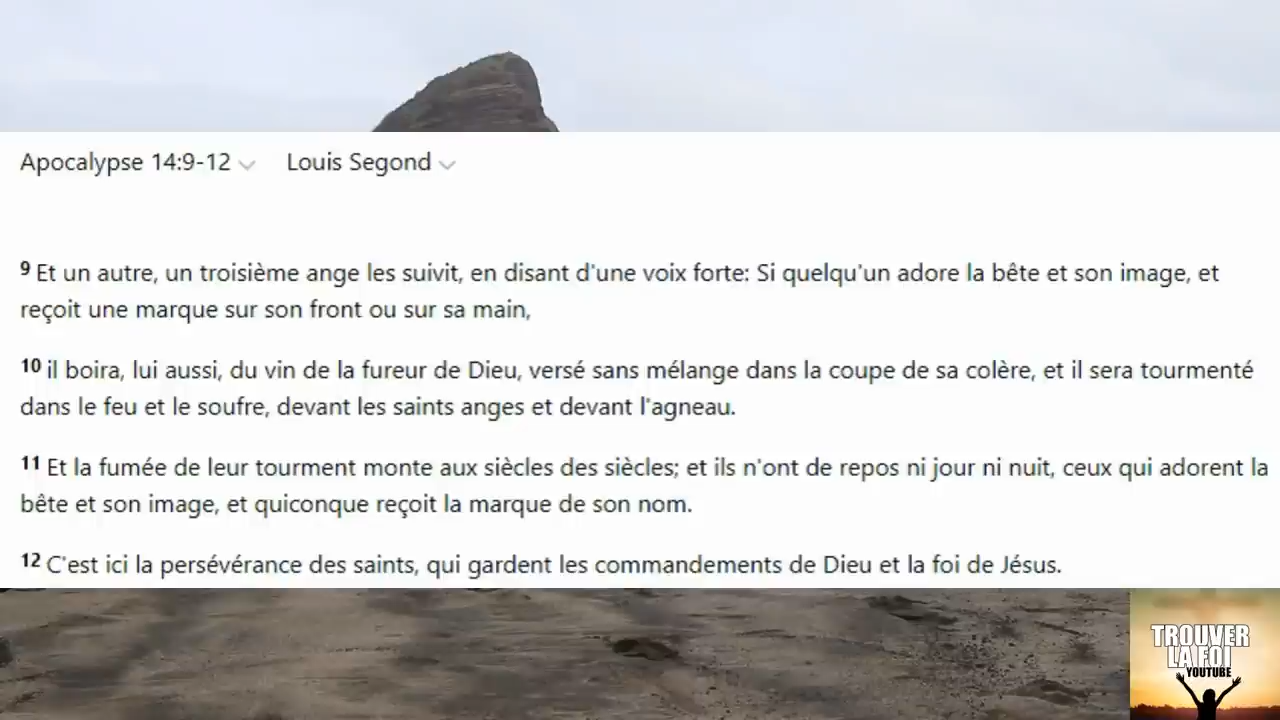 Apocalypse 14:9-12 Louis Segond
9 Et un autre, un troisième ange les suivit, en disant d'une voix forte: Si quelqu'un adore la bête et son image, et
reçoit une marque sur son front ou sur sa main,
10 il boira, lui aussi, du vin de la fureur de Dieu, versé sans mélange dans la coupe de sa colère, et il sera tourmenté
dans le feu et le soufre, devant les saints anges et devant l'agneau.
11 Et la fumée de leur tourment monte aux siècles des siècles; et ils n'ont de repos ni jour ni nuit, ceux qui adorent la
bête et son image, et quiconque reçoit la marque de son nom.
12 C'est ici la persévérance des saints, qui gardent les commandements de Dieu et la foi de Jésus.
TROUVER
LA FOI
YOUTUBE